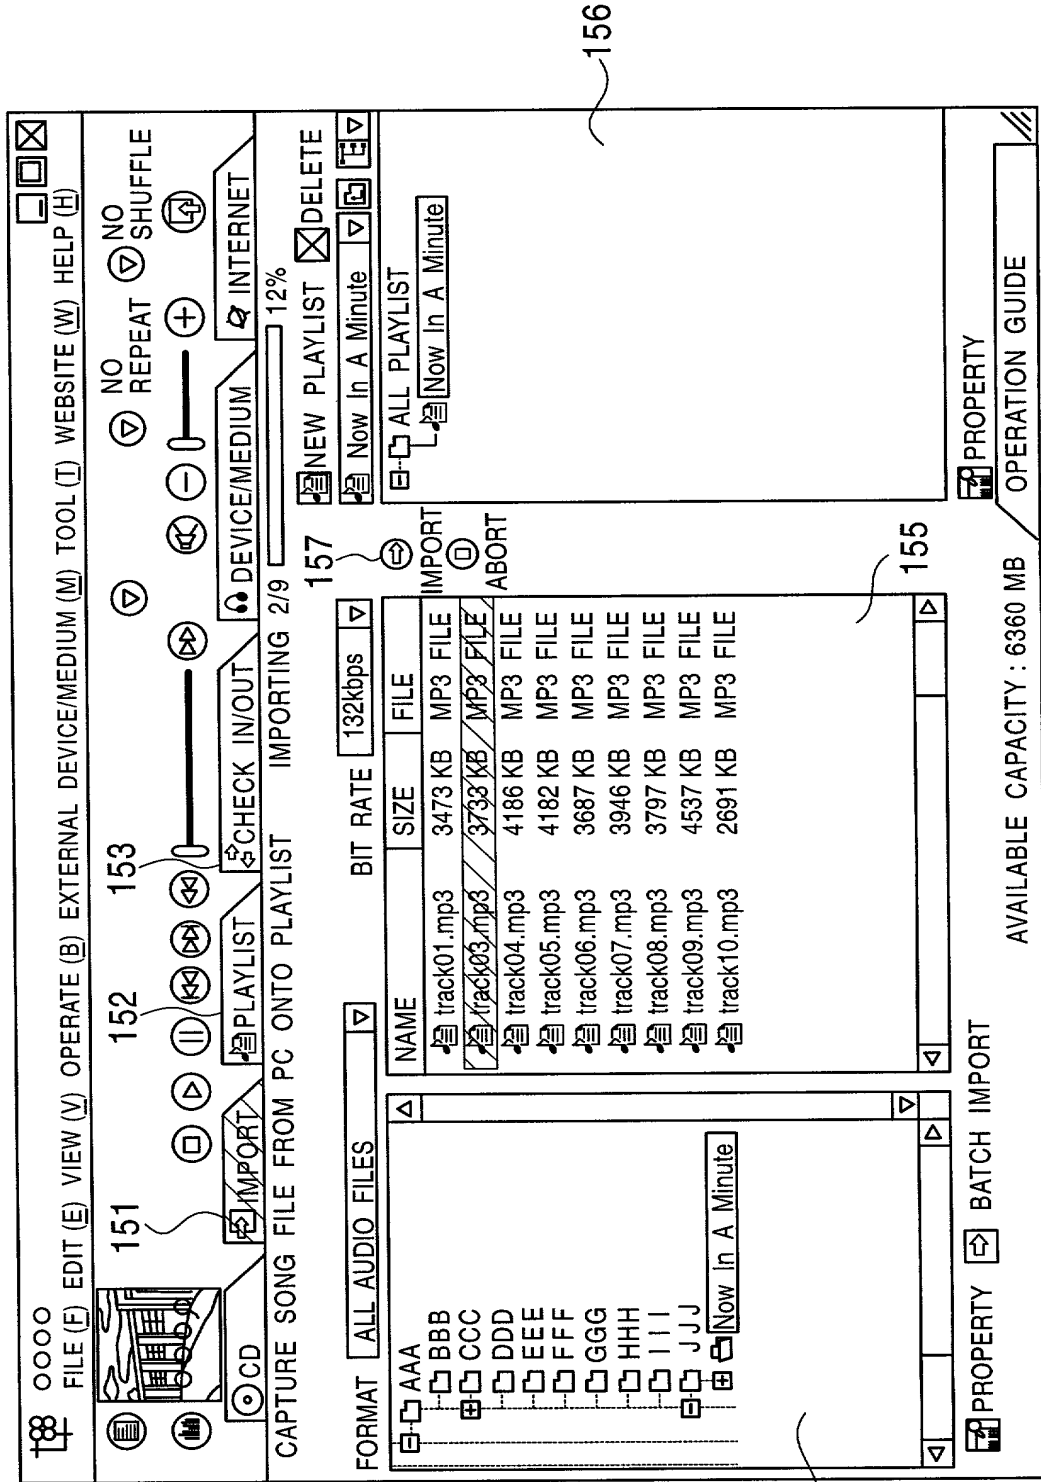 ○○○○
FILE (F) EDIT (E) VIEW (V) OPERATE (B) EXTERNAL DEVICE/MEDIUM (M) TOOL (T) WEBSITE (W) HELP (H)
NO REPEAT
NO SHUFFLE
151
152
153
CD
IMPORT
PLAYLIST
CHECK IN/OUT
DEVICE/MEDIUM
INTERNET
CAPTURE SONG FILE FROM PC ONTO PLAYLIST IMPORTING 2/9 12%
FORMAT ALL AUDIO FILES
BIT RATE 132kbps
157
NEW PLAYLIST DELETE
Now In A Minute
AAA
BBB
CCC
DDD
EEE
FFF
GGG
HHH
III
JJJ
Now In A Minute
NAME SIZE FILE
track01.mp3 3473 KB MP3 FILE
track03.mp3 3733 KB MP3 FILE
track04.mp3 4186 KB MP3 FILE
track05.mp3 4182 KB MP3 FILE
track06.mp3 3687 KB MP3 FILE
track07.mp3 3946 KB MP3 FILE
track08.mp3 3797 KB MP3 FILE
track09.mp3 4537 KB MP3 FILE
track10.mp3 2691 KB MP3 FILE
IMPORT
ABORT
ALL PLAYLIST
Now In A Minute
155
156
PROPERTY BATCH IMPORT
PROPERTY
AVAILABLE CAPACITY : 6360 MB
OPERATION GUIDE